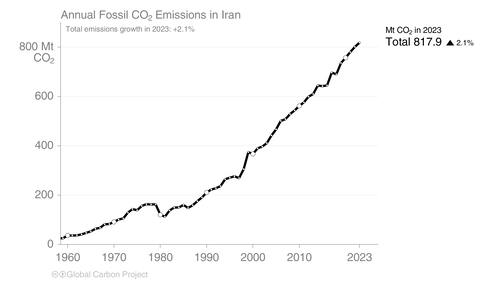 Annual Fossil CO₂ Emissions in Iran
Total emissions growth in 2023: +2.1%
Mt CO₂ in 2023
Total 817.9 ▲ 2.1%
800 Mt
CO₂
600
400
200
0
1960 1970 1980 1990 2000 2010 2023
Global Carbon Project